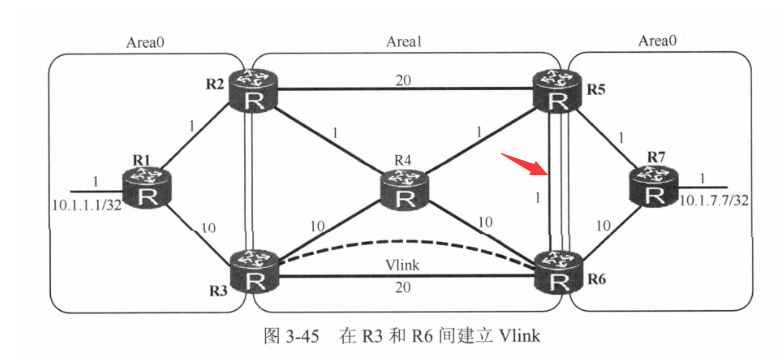 Area0
Area1
Area0
R2
20
R5
1
1
1
1
R1
R4
R7
1
1
10.1.1.1/32
1
10.1.7.7/32
10
10
10
10
Vlink
R3
20
R6
R
R
R
R
R
R
R
图 3-45 在 R3 和 R6 间建立 Vlink